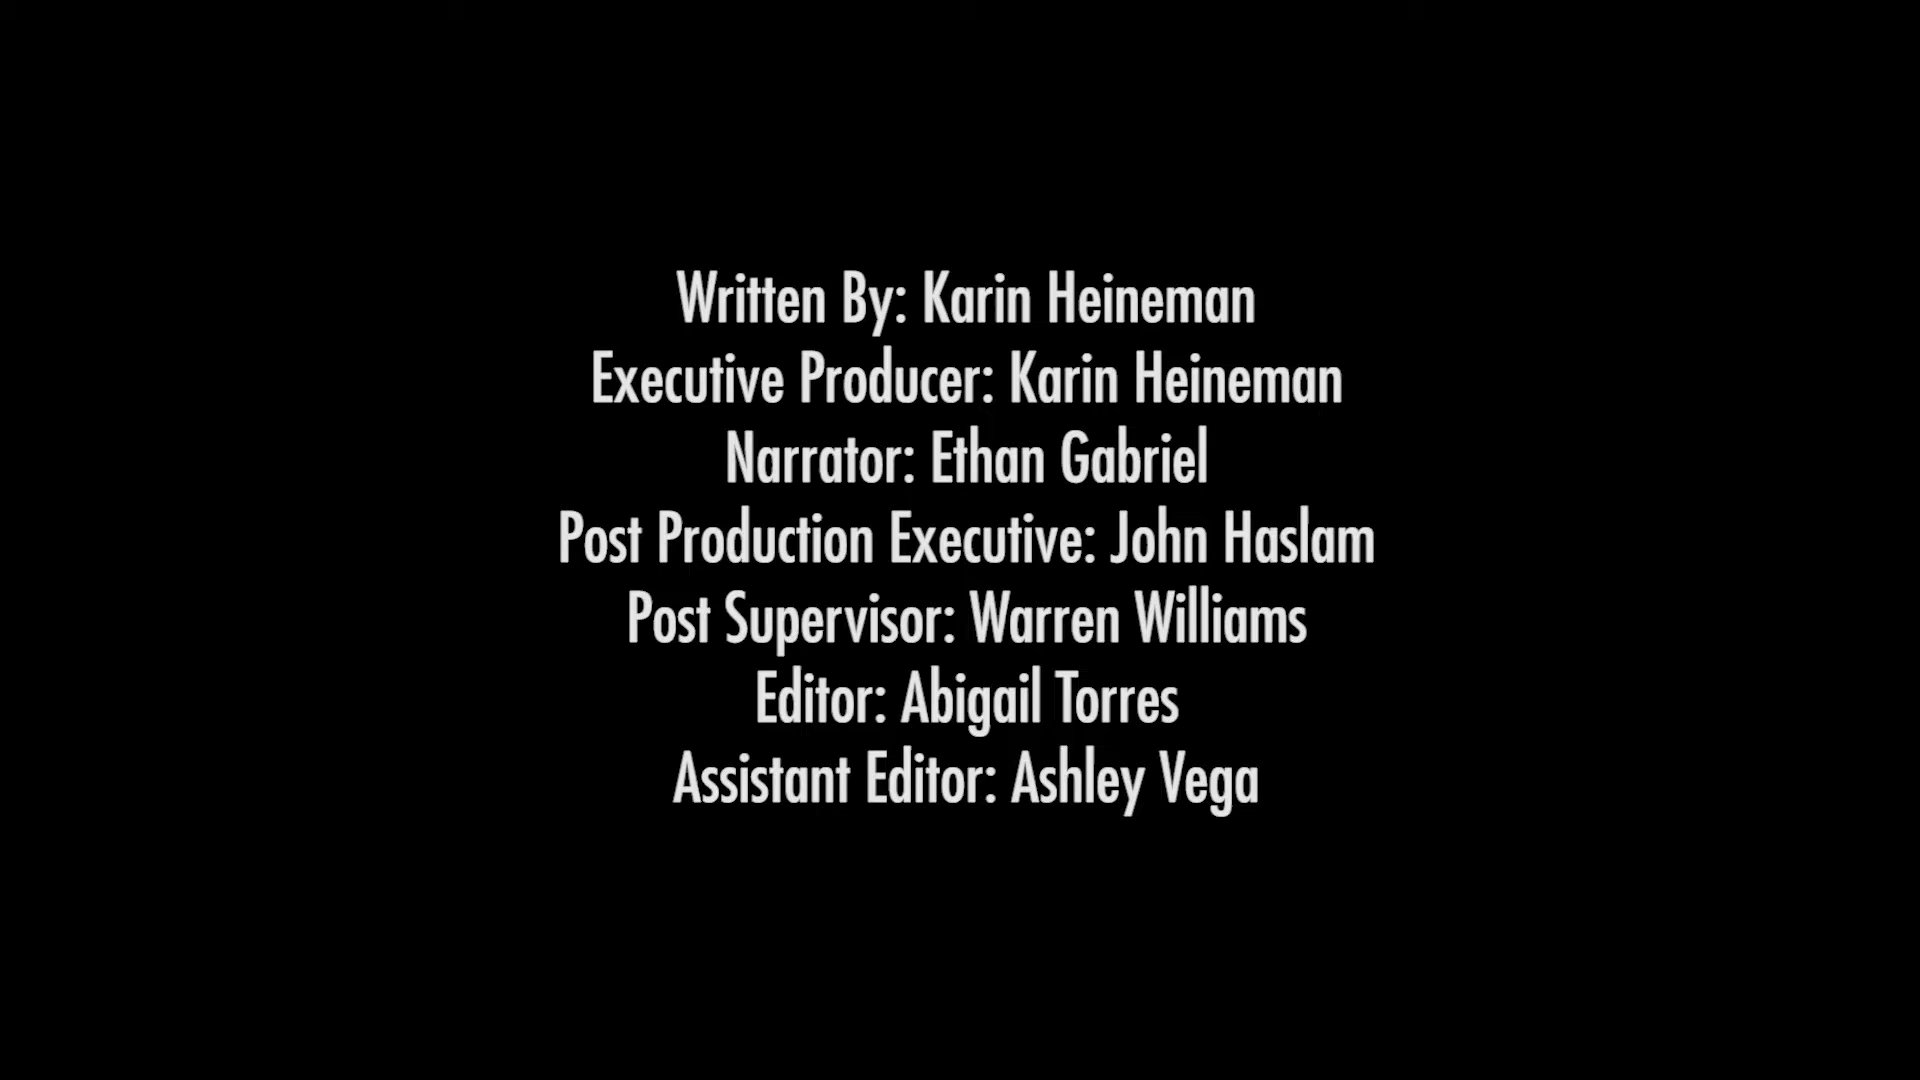 Written By: Karin Heineman
Executive Producer: Karin Heineman
Narrator: Ethan Gabriel
Post Production Executive: John Haslam
Post Supervisor: Warren Williams
Editor: Abigail Torres
Assistant Editor: Ashley Vega